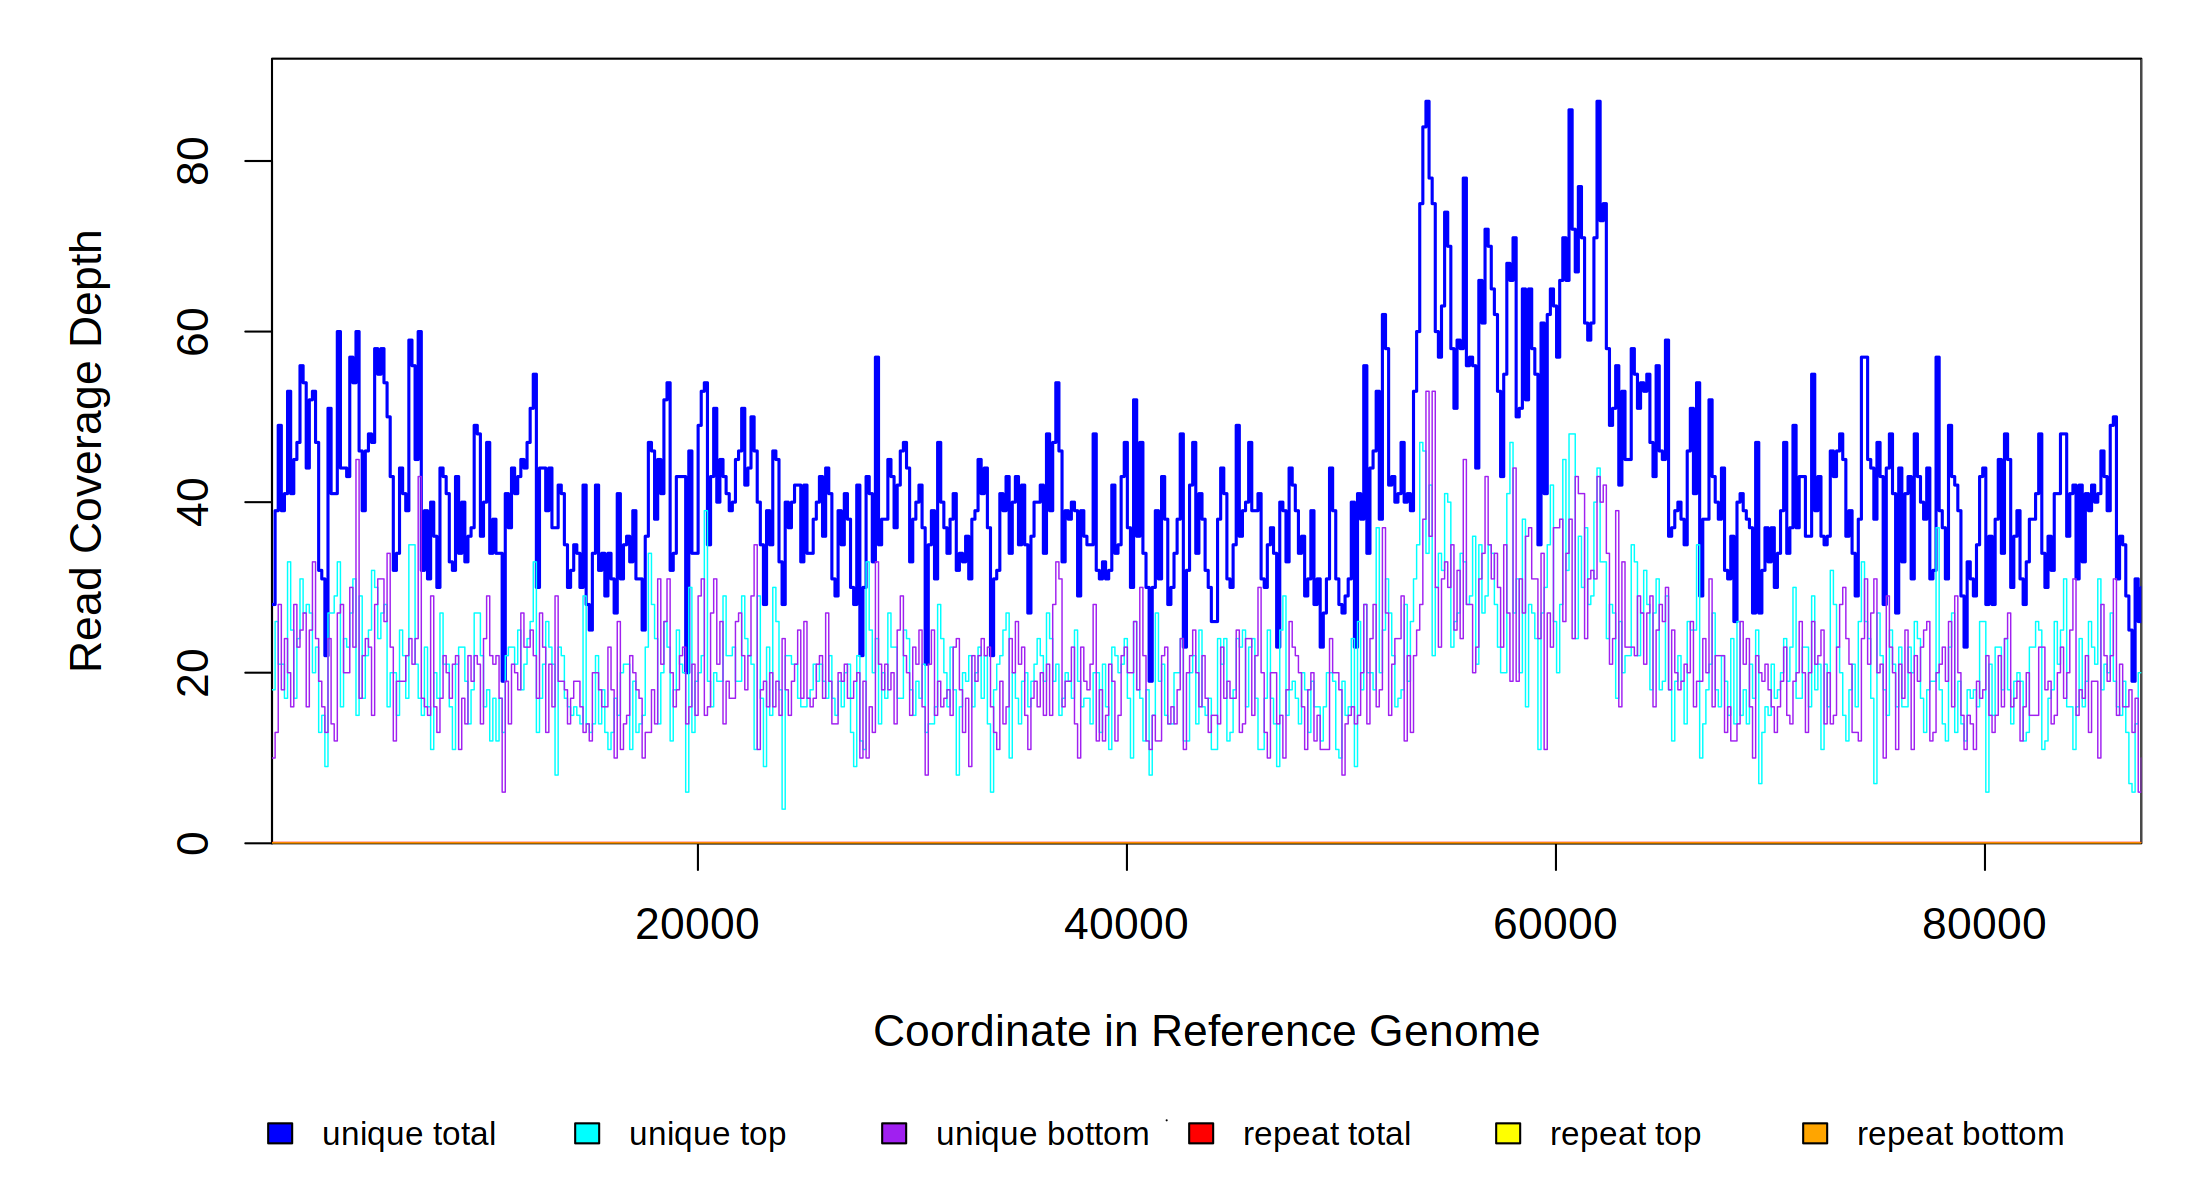 Read Coverage Depth
80
60
40
20
0
20000 40000 60000 80000
Coordinate in Reference Genome
unique total unique top unique bottom repeat total repeat top repeat bottom